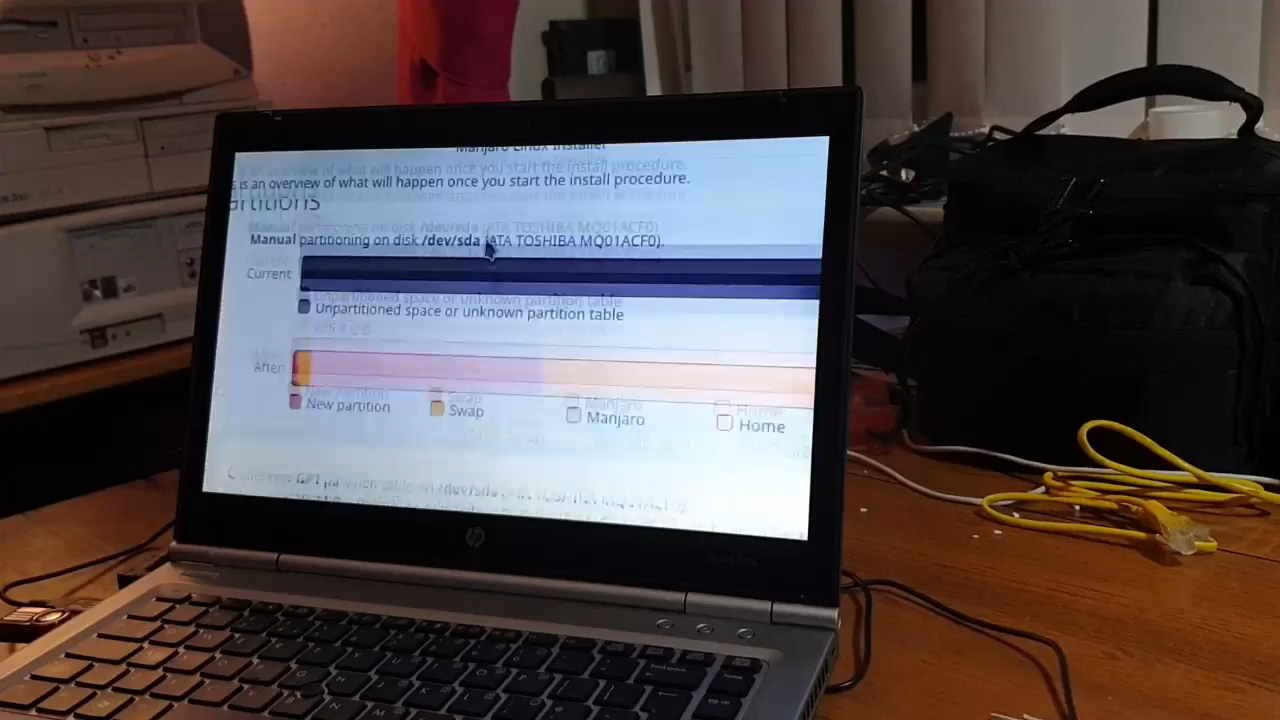 Manjaro Linux Installer
s is an overview of what will happen once you start the install procedure.
artitions
Manual partitioning on disk /dev/sda (ATA TOSHIBA MQ01ACF0).
Current
Unpartitioned space or unknown partition table
After
New partition Swap Manjaro Home
hp